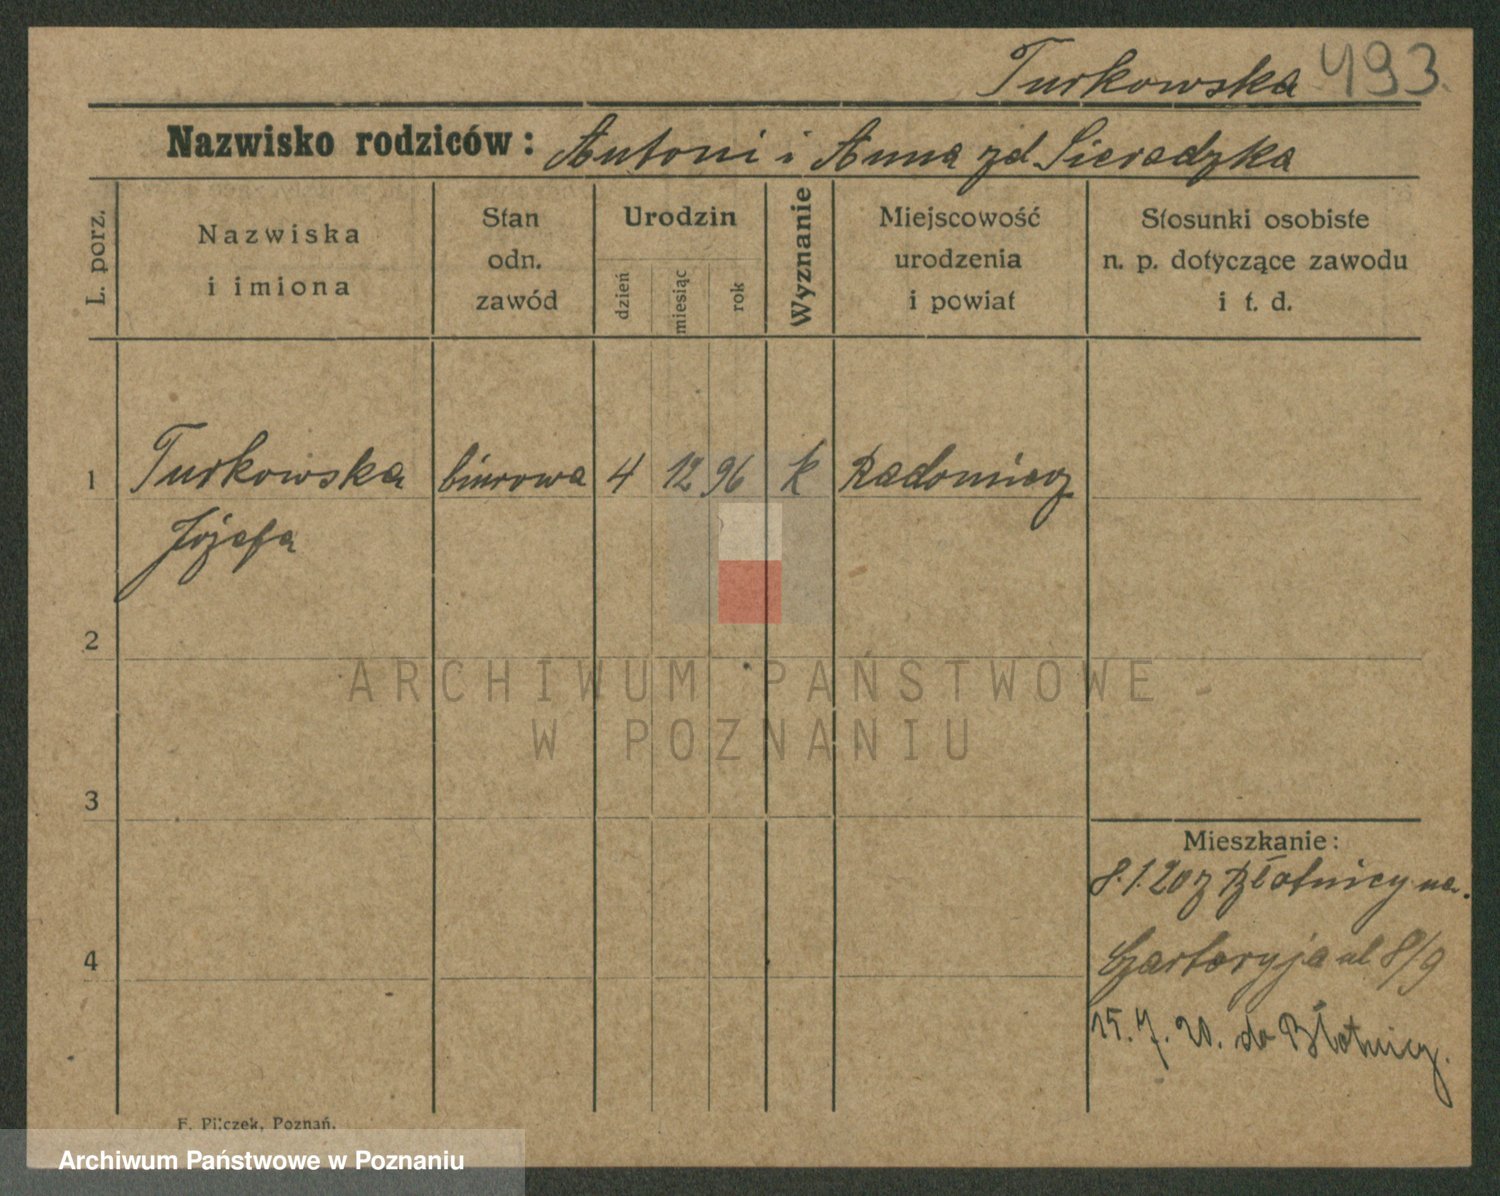 Turkowska 493.
Nazwisko rodziców: Antoni i Anna zd Sieradzka
L. porz.
Nazwiska
i imiona
Stan
odn.
zawód
Urodzin
dzień
miesiąc
rok
Wyznanie
Miejscowość
urodzenia
i powiat
Stosunki osobiste
n. p. dotyczące zawodu
i t. d.
1 Turkowska biurowa 4 12 96 k Radomicz
Józefa
2
ARCHIWUM PAŃSTWOWE
W POZNANIU
3
Mieszkanie:
8.1.20 z Błotnicy na.
4
Czartoryja ul 8/9
15.7.20. do Błotnicy.
F. Pilczek, Poznań.
Archiwum Państwowe w Poznaniu